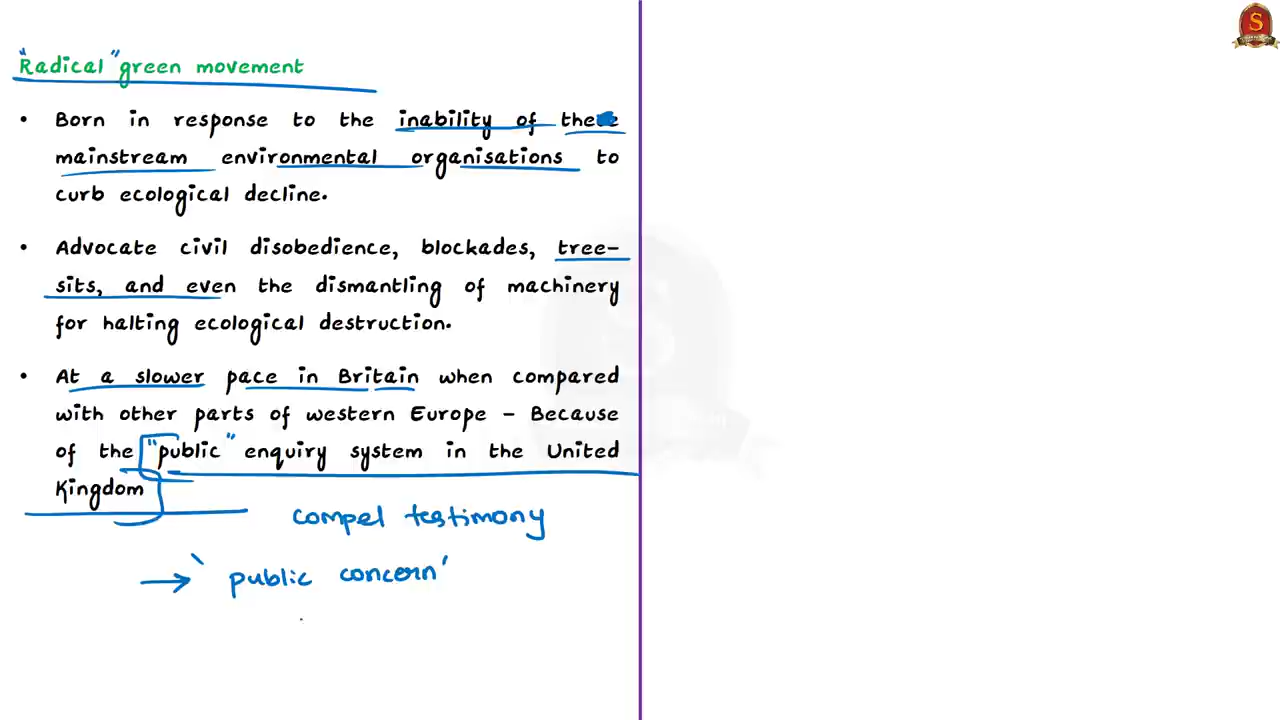 "Radical" green movement
• Born in response to the inability of the
mainstream environmental organisations to
curb ecological decline.
• Advocate civil disobedience, blockades, tree-
sits, and even the dismantling of machinery
for halting ecological destruction.
• At a slower pace in Britain when compared
with other parts of western Europe – Because
of the "public" enquiry system in the United
Kingdom
compel testimony
→ 'public concern'